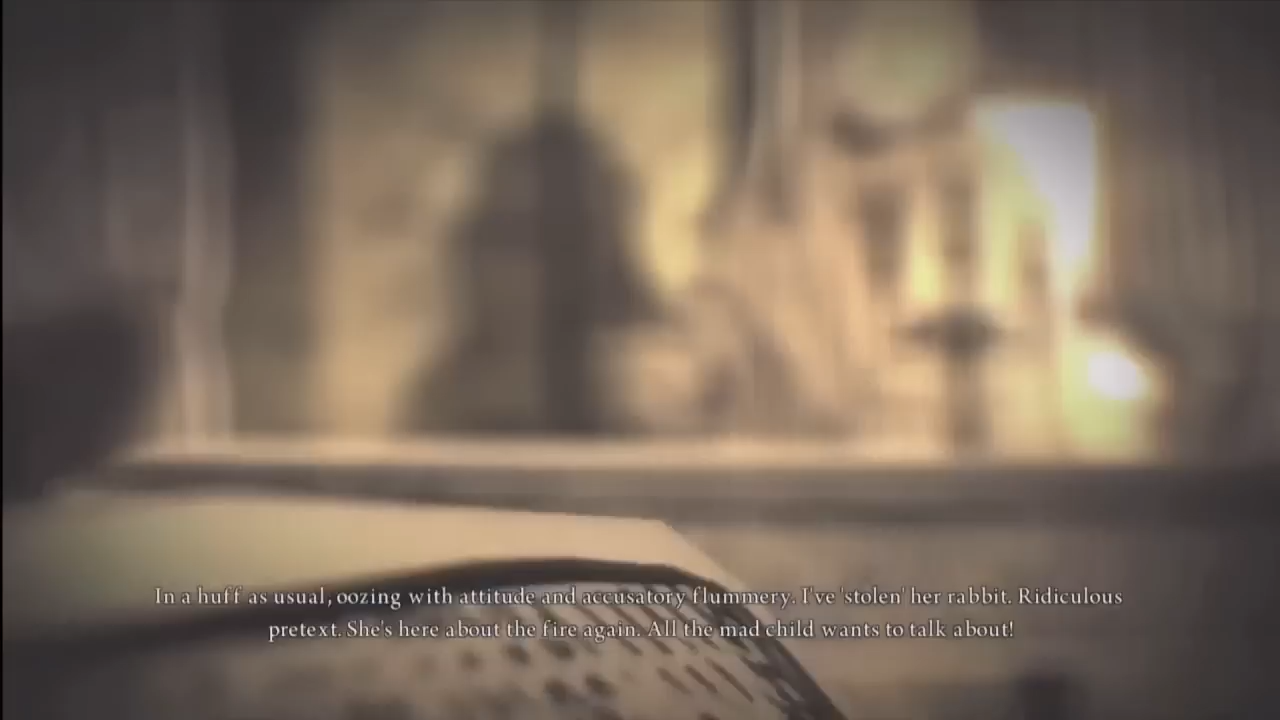 In a huff as usual, oozing with attitude and accusatory flummery. I've 'stolen' her rabbit. Ridiculous
pretext. She's here about the fire again. All the mad child wants to talk about!